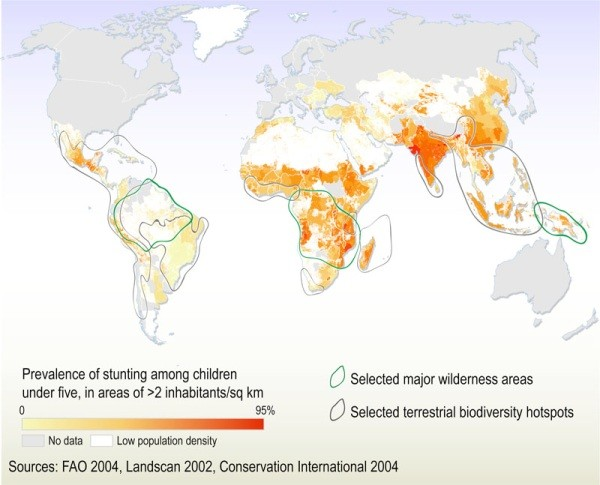 Prevalence of stunting among children
under five, in areas of >2 inhabitants/sq km
0 95%
No data Low population density
Selected major wilderness areas
Selected terrestrial biodiversity hotspots
Sources: FAO 2004, Landscan 2002, Conservation International 2004